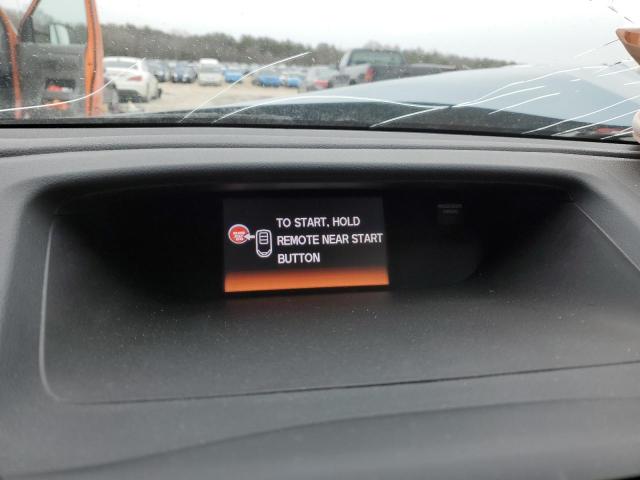 TO START, HOLD
REMOTE NEAR START
BUTTON